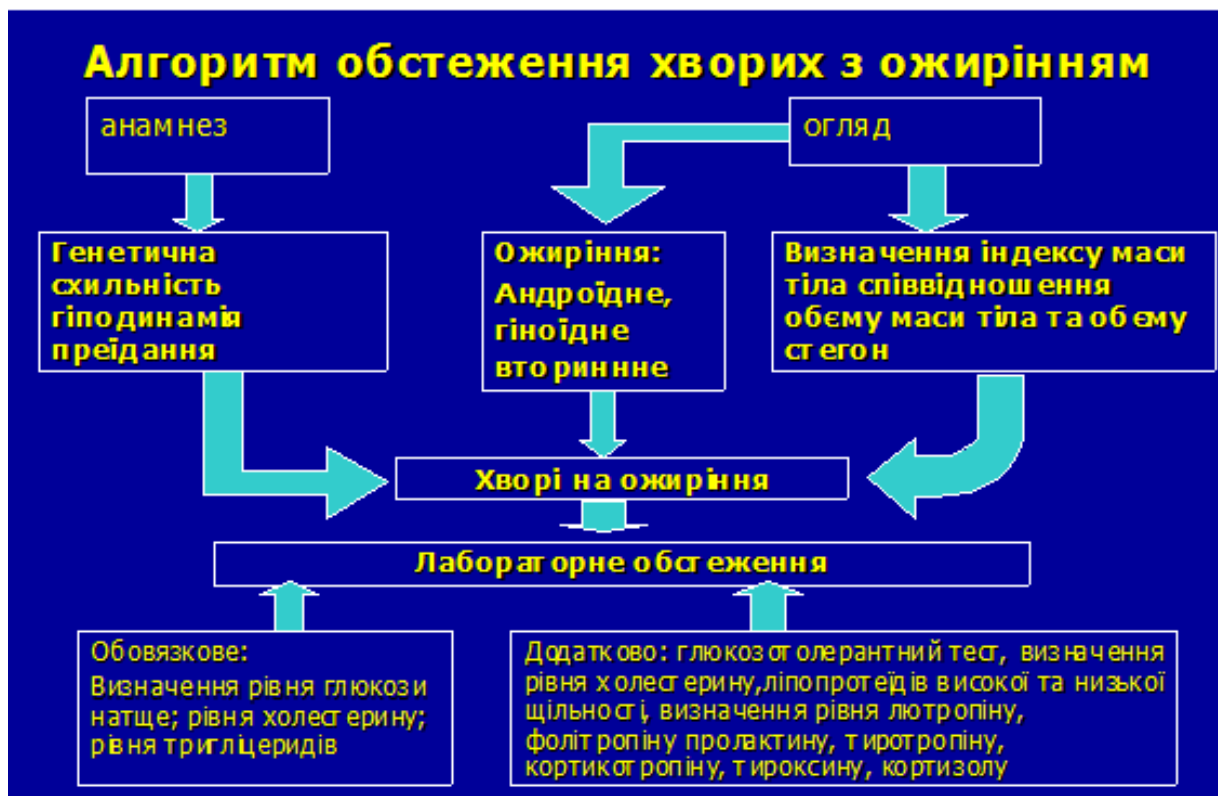 Алгоритм обстеження хворих з ожирінням
анамнез
огляд
Генетична
схильність
гіподинамія
преїдання
Ожиріння:
Андроїдне,
гіноїдне
вториннне
Визначення індексу маси
тіла співвідношення
обєму маси тіла та обєму
стегон
Хворі на ожиріння
Лабораторне обстеження
Обовязкове:
Визначення рівня глюкози
натще; рівня холестерину;
рівня тригліцеридів
Додатково: глюкозотолерантний тест, визначення
рівня холестерину,ліпопротеїдів високої та низької
щільності, визначення рівня лютропіну,
фолітропіну пролактину, тиротропіну,
кортикотропіну, тироксину, кортизолу